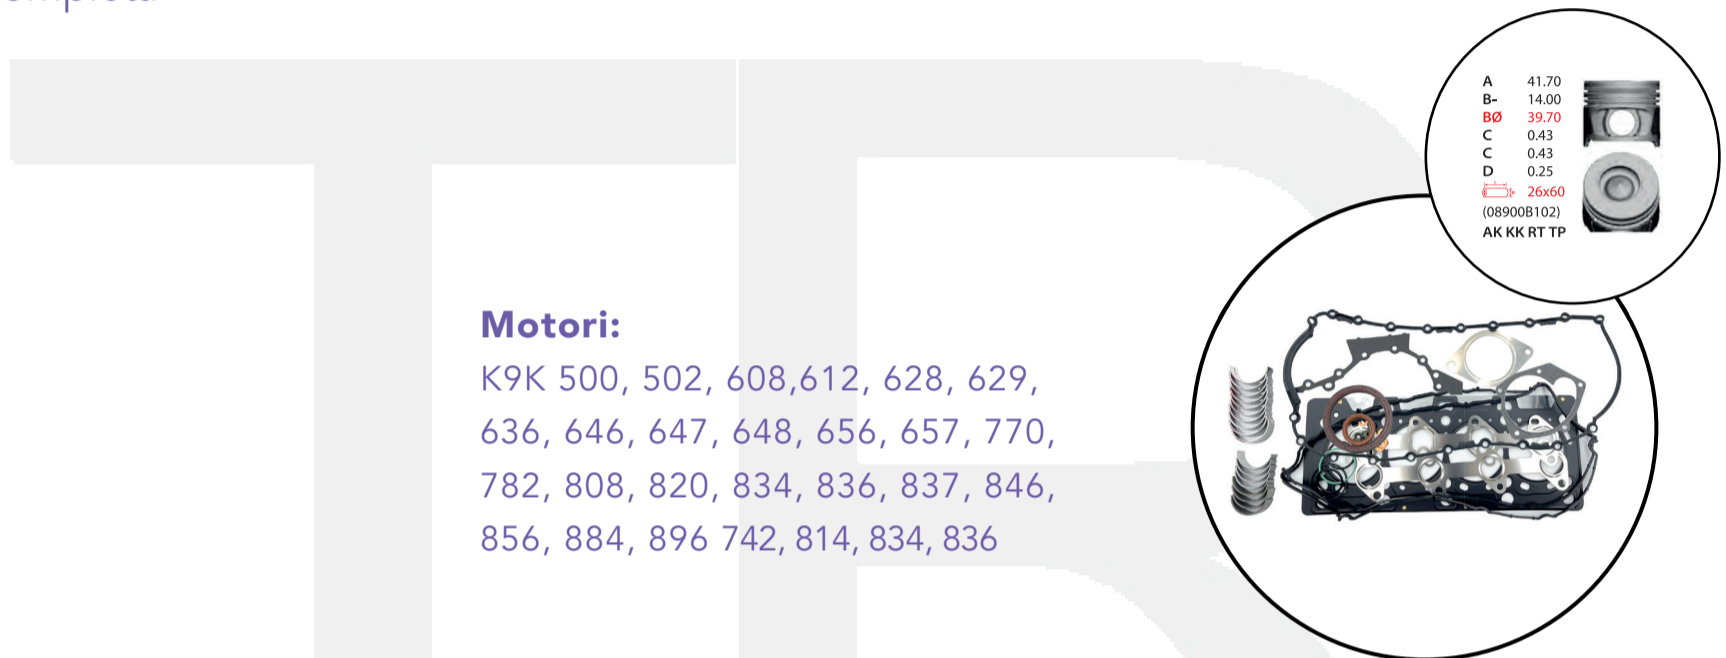 A 41.70
B- 14.00
BØ 39.70
C 0.43
C 0.43
D 0.25
26x60
(08900B102)
AK KK RT TP
Motori:
K9K 500, 502, 608,612, 628, 629,
636, 646, 647, 648, 656, 657, 770,
782, 808, 820, 834, 836, 837, 846,
856, 884, 896 742, 814, 834, 836